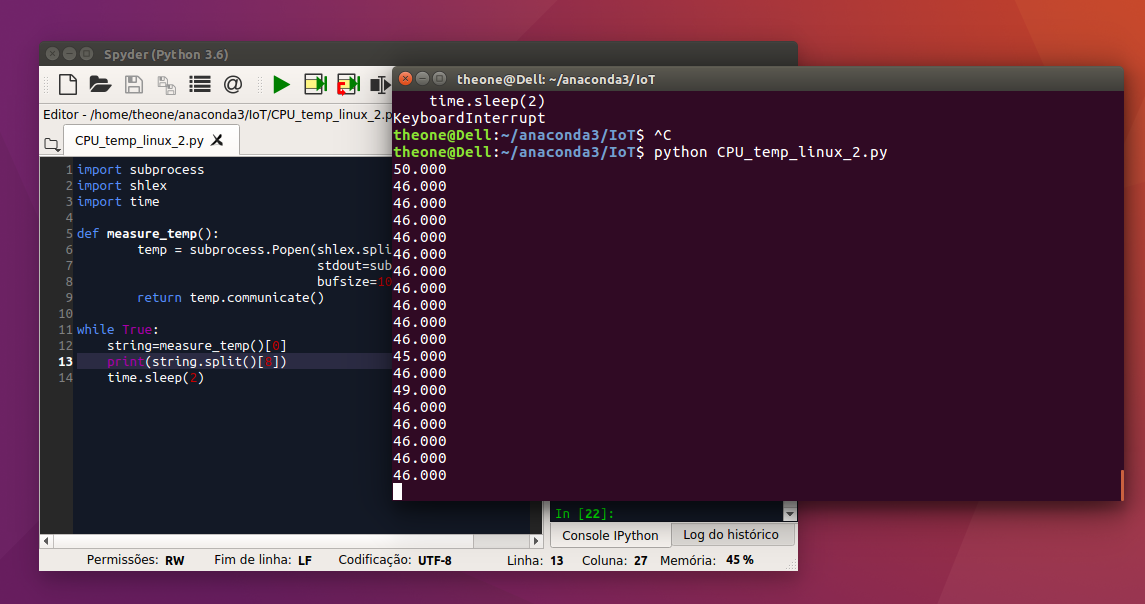 Spyder (Python 3.6)
Editor - /home/theone/anaconda3/IoT/CPU_temp_linux_2.p
CPU_temp_linux_2.py
1 import subprocess
2 import shlex
3 import time
4
5 def measure_temp():
6 temp = subprocess.Popen(shlex.spli
7 stdout=sub
8 bufsize=10
9 return temp.communicate()
10
11 while True:
12 string=measure_temp()[0]
13 print(string.split()[8])
14 time.sleep(2)
theone@Dell: ~/anaconda3/IoT
time.sleep(2)
KeyboardInterrupt
theone@Dell:~/anaconda3/IoT$ ^C
theone@Dell:~/anaconda3/IoT$ python CPU_temp_linux_2.py
50.000
46.000
46.000
46.000
46.000
46.000
46.000
46.000
46.000
46.000
46.000
45.000
46.000
49.000
46.000
46.000
46.000
46.000
46.000
In [22]:
Console IPython
Log do histórico
Permissões: RW Fim de linha: LF Codificação: UTF-8 Linha: 13 Coluna: 27 Memória: 45 %